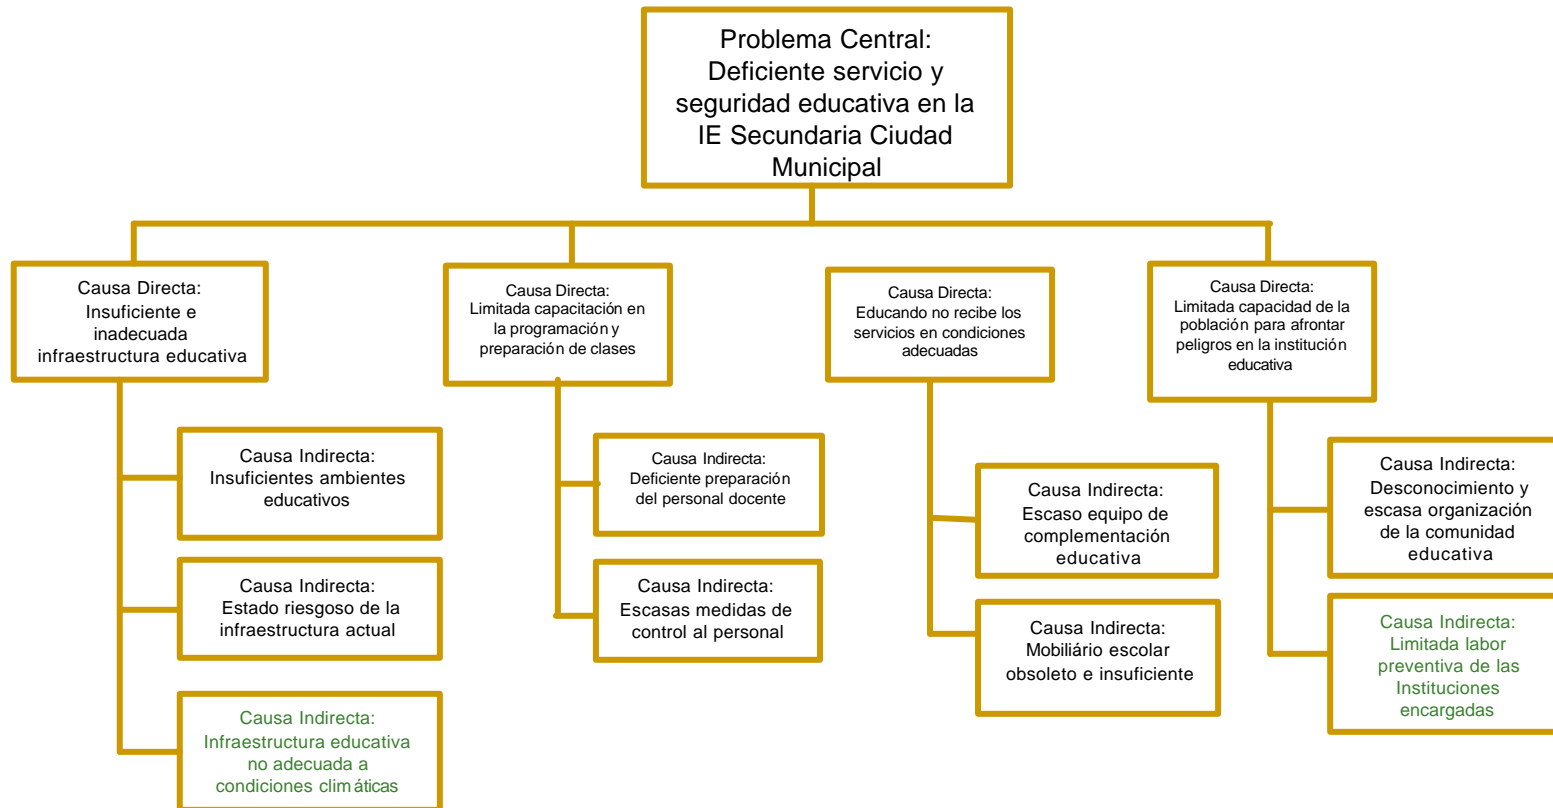 Problema Central:
Deficiente servicio y
seguridad educativa en la
IE Secundaria Ciudad
Municipal
Causa Directa:
Insuficiente e
inadecuada
infraestructura educativa
Causa Indirecta:
Insuficientes ambientes
educativos
Causa Indirecta:
Estado riesgoso de la
infraestructura actual
Causa Indirecta:
Infraestructura educativa
no adecuada a
condiciones climáticas
Causa Directa:
Limitada capacitación en
la programación y
preparación de clases
Causa Indirecta:
Deficiente preparación
del personal docente
Causa Indirecta:
Escasas medidas de
control al personal
Causa Directa:
Educando no recibe los
servicios en condiciones
adecuadas
Causa Indirecta:
Escaso equipo de
complementación
educativa
Causa Indirecta:
Mobiliário escolar
obsoleto e insuficiente
Causa Directa:
Limitada capacidad de la
población para afrontar
peligros en la institución
educativa
Causa Indirecta:
Desconocimiento y
escasa organización
de la comunidad
educativa
Causa Indirecta:
Limitada labor
preventiva de las
Instituciones
encargadas